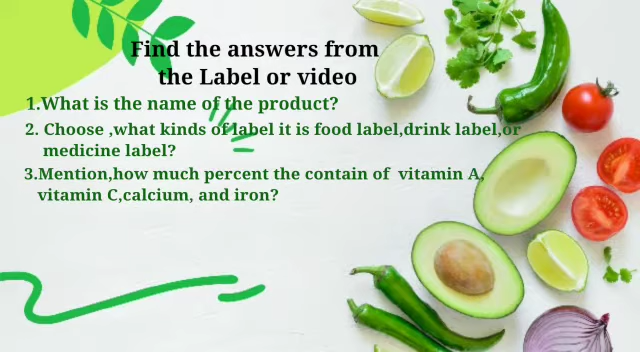 Find the answers from
the Label or video
1.What is the name of the product?
2. Choose ,what kinds of label it is food label,drink label,or
medicine label?
3.Mention,how much percent the contain of vitamin A,
vitamin C,calcium, and iron?